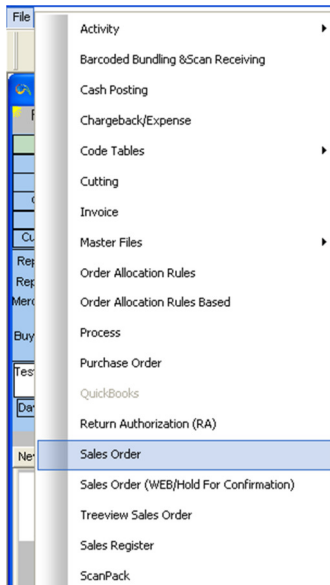 File
Activity
Barcoded Bundling &Scan Receiving
Cash Posting
Chargeback/Expense
Code Tables
Cutting
Invoice
Master Files
Cu
Order Allocation Rules
Rep
Rep
Order Allocation Rules Based
Merc
Process
Buy
Purchase Order
Tes
QuickBooks
Da
Return Authorization (RA)
Sales Order
Ne
Sales Order (WEB/Hold For Confirmation)
Treeview Sales Order
Sales Register
ScanPack